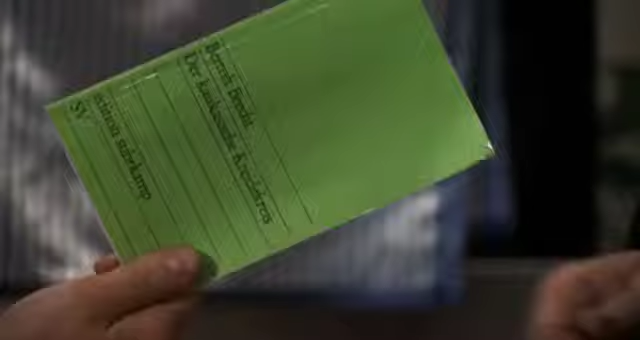 Bertolt Brecht
Der kaukasische Kreidekreis
edition suhrkamp
SV